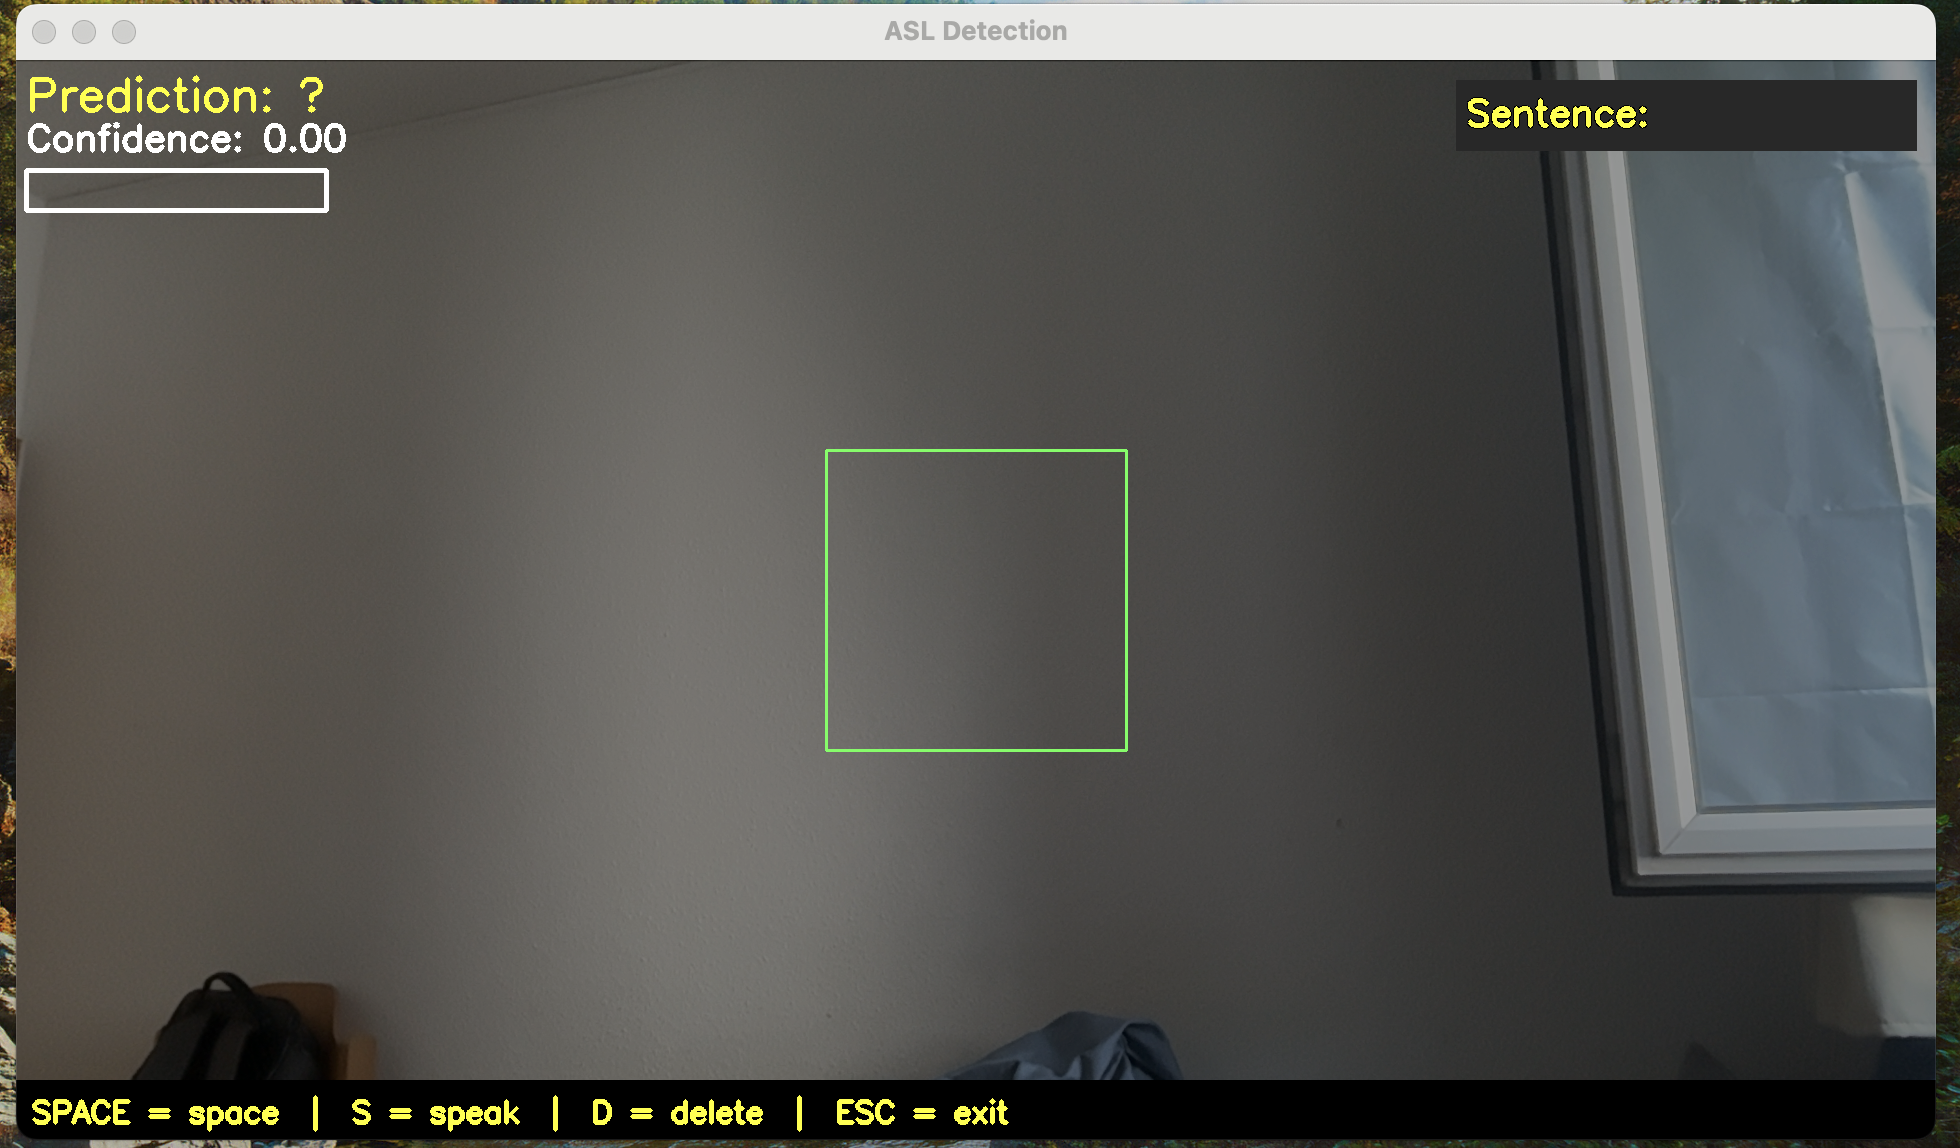 ASL Detection
Prediction: ?
Confidence: 0.00
Sentence:
SPACE = space | S = speak | D = delete | ESC = exit